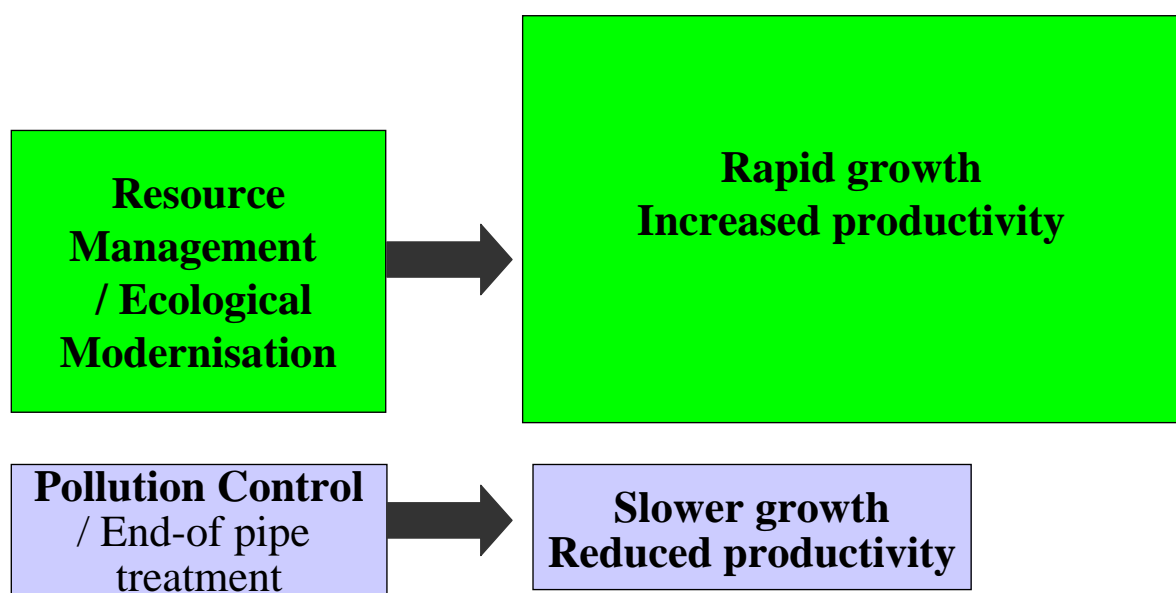 Resource
Management
/ Ecological
Modernisation
Rapid growth
Increased productivity
Pollution Control
/ End-of pipe
treatment
Slower growth
Reduced productivity